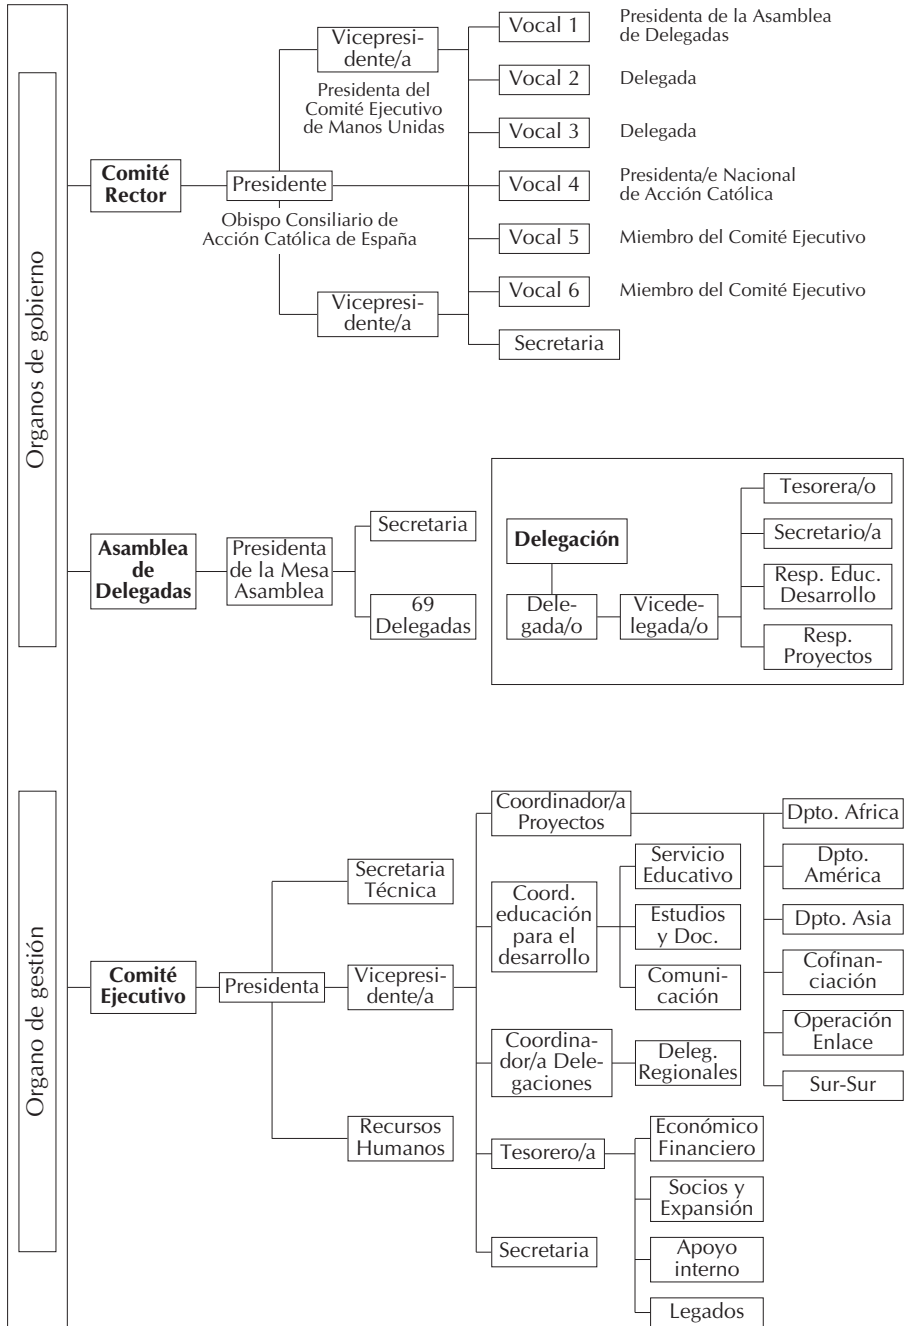 Organos de gobierno
Comité
Rector
Presidente
Obispo Consiliario de
Acción Católica de España
Vicepresi-
dente/a
Presidenta del
Comité Ejecutivo
de Manos Unidas
Vicepresi-
dente/a
Vocal 1
Presidenta de la Asamblea
de Delegadas
Vocal 2
Delegada
Vocal 3
Delegada
Vocal 4
Presidenta/e Nacional
de Acción Católica
Vocal 5
Miembro del Comité Ejecutivo
Vocal 6
Miembro del Comité Ejecutivo
Secretaria
Asamblea
de
Delegadas
Presidenta
de la Mesa
Asamblea
Secretaria
69
Delegadas
Delegación
Dele-
gada/o
Vicede-
legada/o
Tesorera/o
Secretario/a
Resp. Educ.
Desarrollo
Resp.
Proyectos
Organo de gestión
Comité
Ejecutivo
Presidenta
Secretaria
Técnica
Vicepresi-
dente/a
Recursos
Humanos
Coordinador/a
Proyectos
Coord.
educación
para el
desarrollo
Servicio
Educativo
Estudios
y Doc.
Comuni-
cación
Coordina-
dor/a Dele-
gaciones
Deleg.
Regionales
Tesorero/a
Económico
Financiero
Socios y
Expansión
Apoyo
interno
Legados
Secretaria
Dpto. Africa
Dpto.
América
Dpto. Asia
Cofinan-
ciación
Operación
Enlace
Sur-Sur